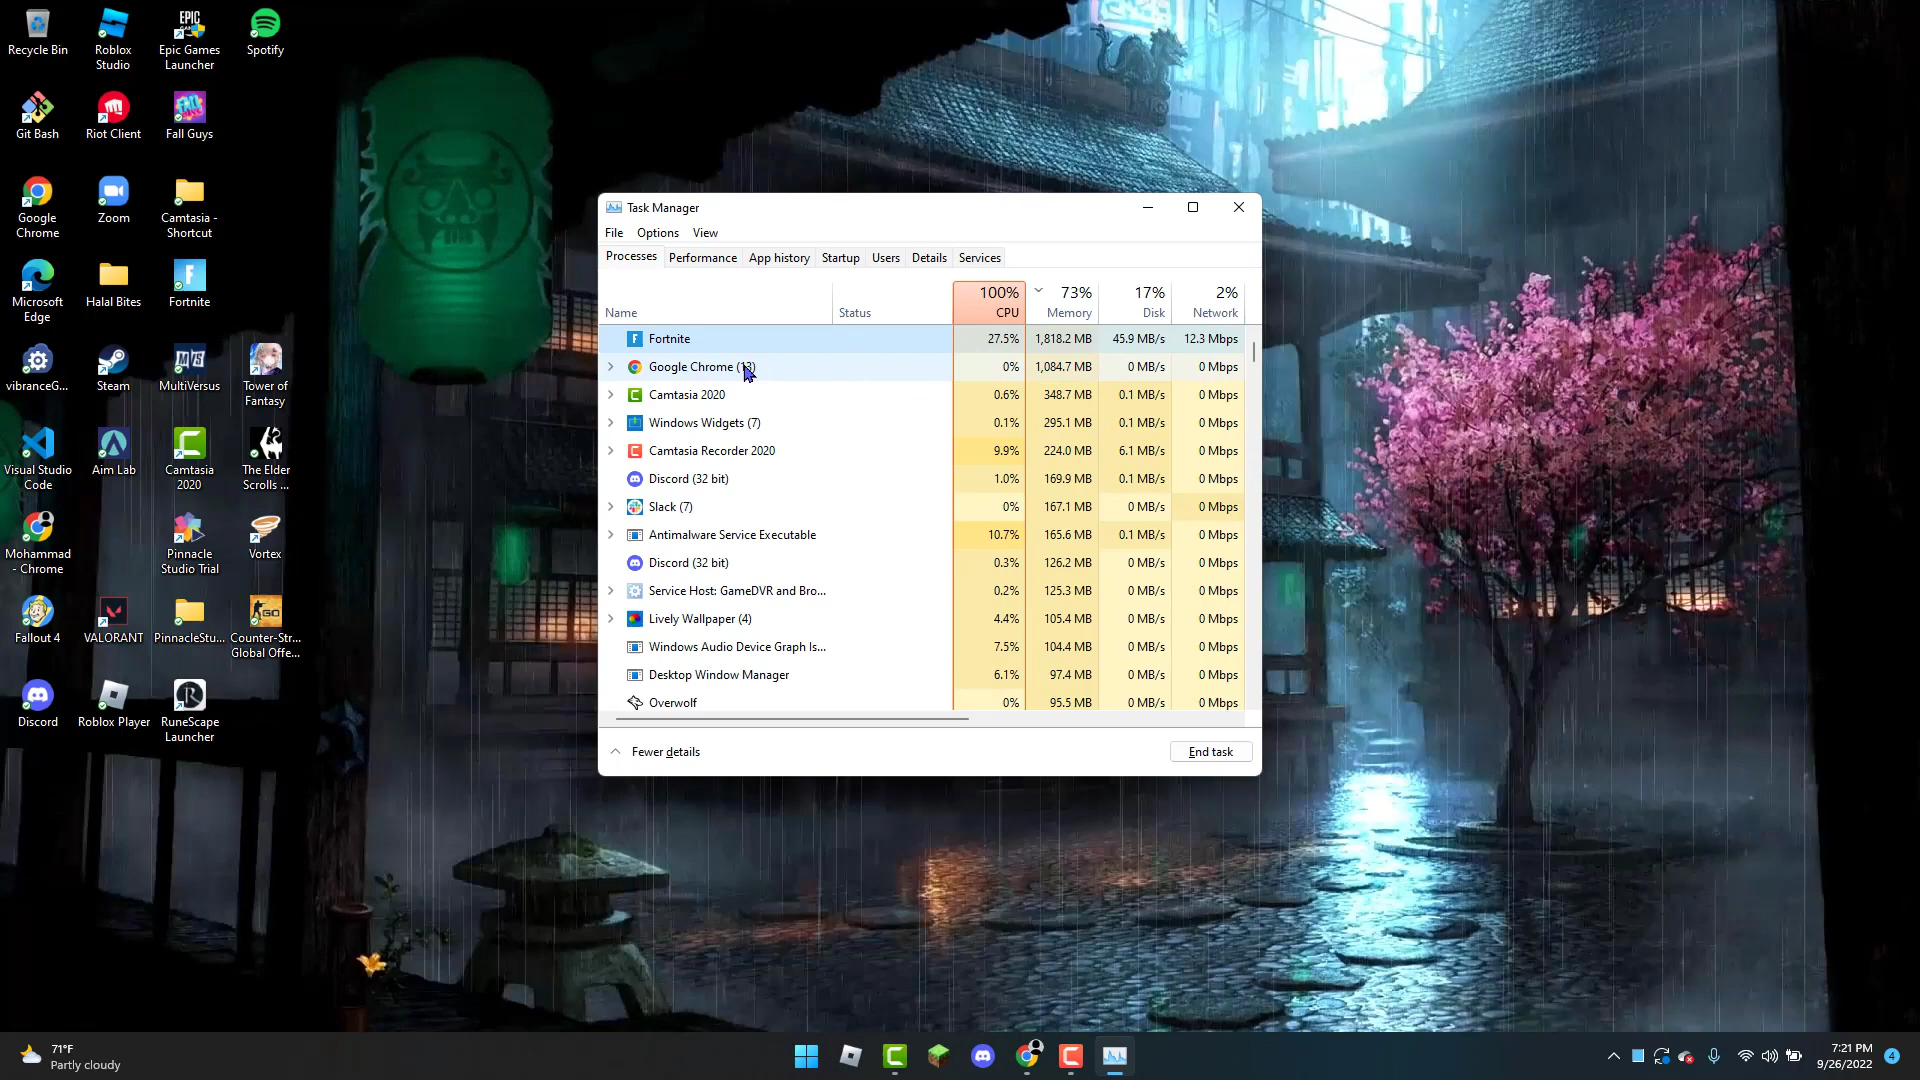 Recycle Bin
Roblox Studio
Epic Games Launcher
Spotify
Git Bash
Riot Client
Fall Guys
Google Chrome
Zoom
Camtasia - Shortcut
Microsoft Edge
Halal Bites
Fortnite
vibranceG...
Steam
MultiVersus
Tower of Fantasy
Visual Studio Code
Aim Lab
Camtasia 2020
The Elder Scrolls ...
Mohammad - Chrome
Pinnacle Studio Trial
Vortex
Fallout 4
VALORANT
PinnacleStu...
Counter-Str... Global Offe...
Discord
Roblox Player
RuneScape Launcher
Task Manager
File Options View
Processes Performance App history Startup Users Details Services
100% 73% 17% 2%
Name Status CPU Memory Disk Network
Fortnite 27.5% 1,818.2 MB 45.9 MB/s 12.3 Mbps
Google Chrome (13) 0% 1,084.7 MB 0 MB/s 0 Mbps
Camtasia 2020 0.6% 348.7 MB 0.1 MB/s 0 Mbps
Windows Widgets (7) 0.1% 295.1 MB 0.1 MB/s 0 Mbps
Camtasia Recorder 2020 9.9% 224.0 MB 6.1 MB/s 0 Mbps
Discord (32 bit) 1.0% 169.9 MB 0.1 MB/s 0 Mbps
Slack (7) 0% 167.1 MB 0 MB/s 0 Mbps
Antimalware Service Executable 10.7% 165.6 MB 0.1 MB/s 0 Mbps
Discord (32 bit) 0.3% 126.2 MB 0 MB/s 0 Mbps
Service Host: GameDVR and Bro... 0.2% 125.3 MB 0 MB/s 0 Mbps
Lively Wallpaper (4) 4.4% 105.4 MB 0 MB/s 0 Mbps
Windows Audio Device Graph Is... 7.5% 104.4 MB 0 MB/s 0 Mbps
Desktop Window Manager 6.1% 97.4 MB 0 MB/s 0 Mbps
Overwolf 0% 95.5 MB 0 MB/s 0 Mbps
Fewer details
End task
71°F
Partly cloudy
7:21 PM
9/26/2022
4